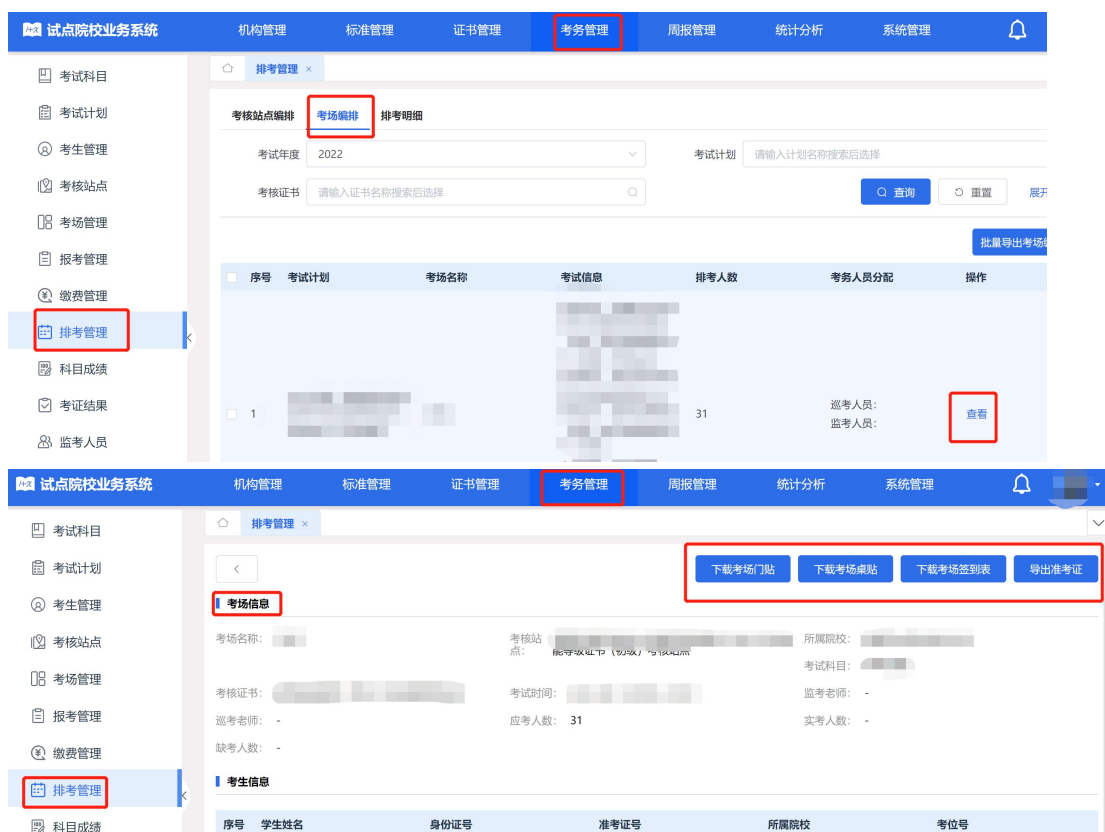 1+X 试点院校业务系统 机构管理 标准管理 证书管理 考务管理 周报管理 统计分析 系统管理
考试科目
排考管理 ×
考试计划
考核站点编排 考场编排 排考明细
考生管理
考试年度 2022 考试计划 请输入计划名称搜索后选择
考核站点
考核证书 请输入证书名称搜索后选择 查询 重置 展开
考场管理
报考管理
批量导出考场
缴费管理
序号 考试计划 考场名称 考试信息 排考人数 考务人员分配 操作
排考管理
科目成绩
考证结果
1 31 巡考人员: 监考人员: 查看
监考人员
1+X 试点院校业务系统 机构管理 标准管理 证书管理 考务管理 周报管理 统计分析 系统管理
考试科目
排考管理 ×
考试计划
下载考场门贴 下载考场桌贴 下载考场签到表 导出准考证
考生管理
考场信息
考核站点
考场名称: 考核站点: 能等级证书（初级）考核站点 所属院校:
考试科目:
考场管理
考核证书: 考试时间: 监考老师: -
报考管理
巡考老师: - 应考人数: 31 实考人数: -
缴费管理
缺考人数: -
排考管理
考生信息
科目成绩
序号 学生姓名 身份证号 准考证号 所属院校 考位号